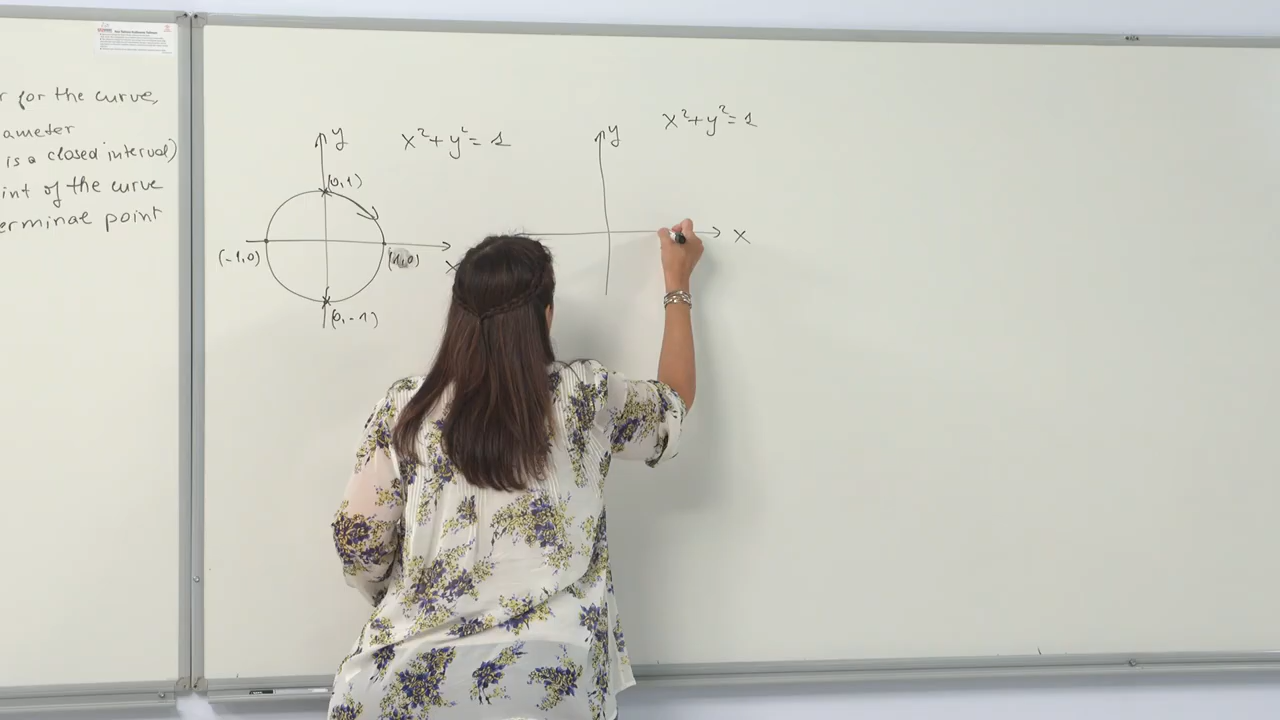 r for the curve,
ameter
is a closed interval)
int of the curve
erminal point
y
x²+y²=1
(0,1)
(-1,0)
(1,0)
x
(0,-1)
y
x²+y²=1
x